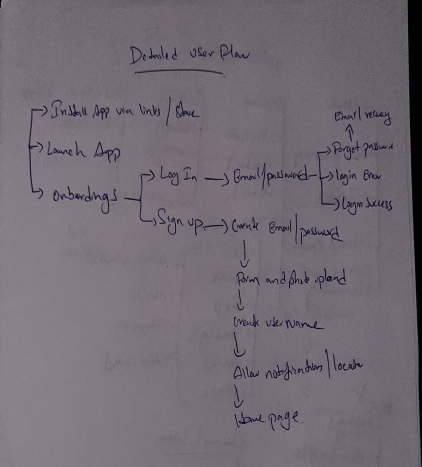 Detailed User Flow
Install App via links/store
Email/recovery
Launch App
Forgot password
Log In
Email/password
login Error
Onboardings
Login success
Sign up
Create Email/password
Form and photo upload
Create username
Allow notifications/locate
Home page.